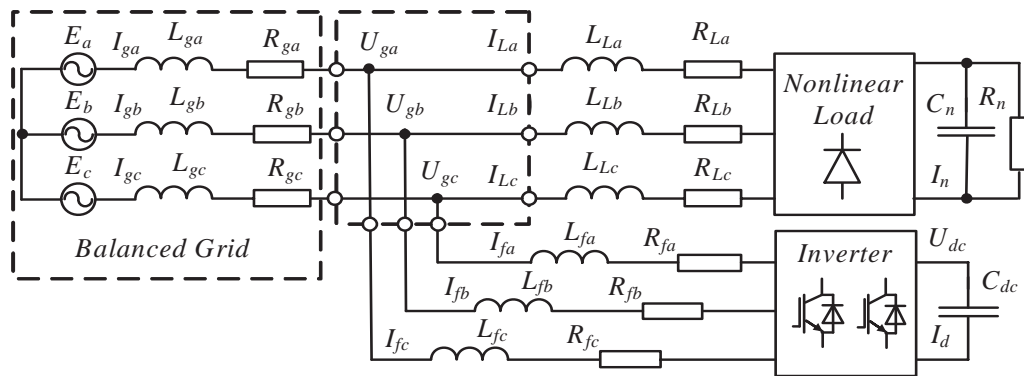 E_a I_ga L_ga R_ga U_ga I_La L_La R_La
E_b I_gb L_gb R_gb U_gb I_Lb L_Lb R_Lb
E_c I_gc L_gc R_gc U_gc I_Lc L_Lc R_Lc
Nonlinear
Load
C_n R_n
I_n
Balanced Grid
I_fa L_fa R_fa
I_fb L_fb R_fb
I_fc L_fc R_fc
Inverter
U_dc
C_dc
I_d